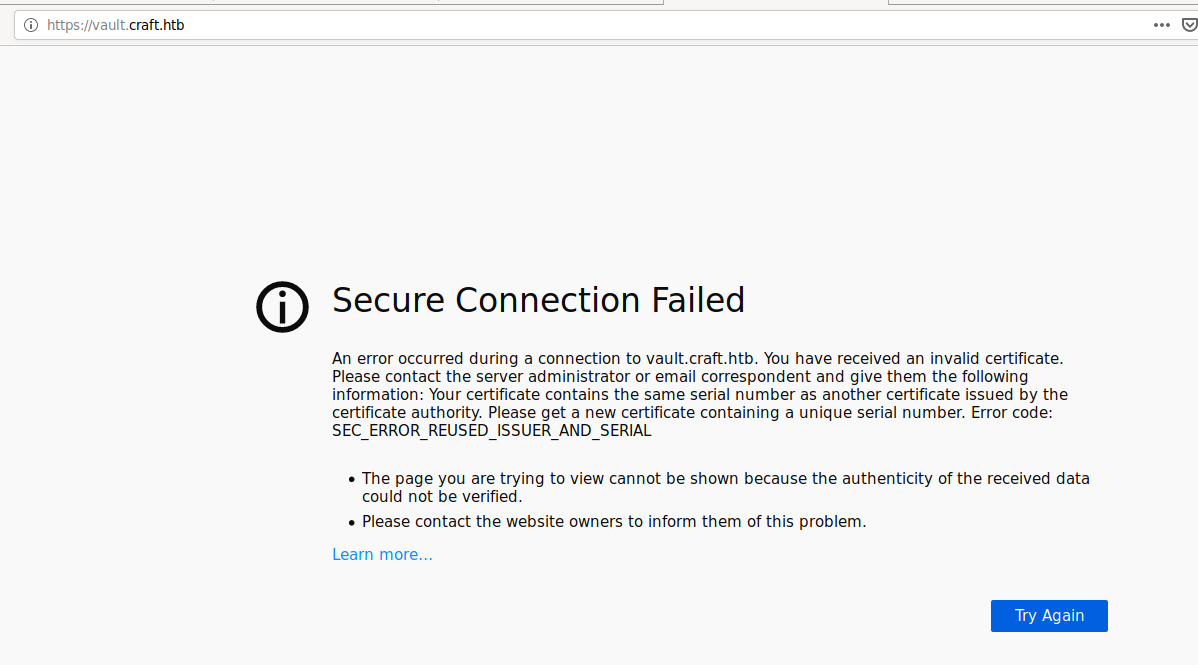 https://vault.craft.htb
Secure Connection Failed
An error occurred during a connection to vault.craft.htb. You have received an invalid certificate.
Please contact the server administrator or email correspondent and give them the following
information: Your certificate contains the same serial number as another certificate issued by the
certificate authority. Please get a new certificate containing a unique serial number. Error code:
SEC_ERROR_REUSED_ISSUER_AND_SERIAL
• The page you are trying to view cannot be shown because the authenticity of the received data
could not be verified.
• Please contact the website owners to inform them of this problem.
Learn more…
Try Again